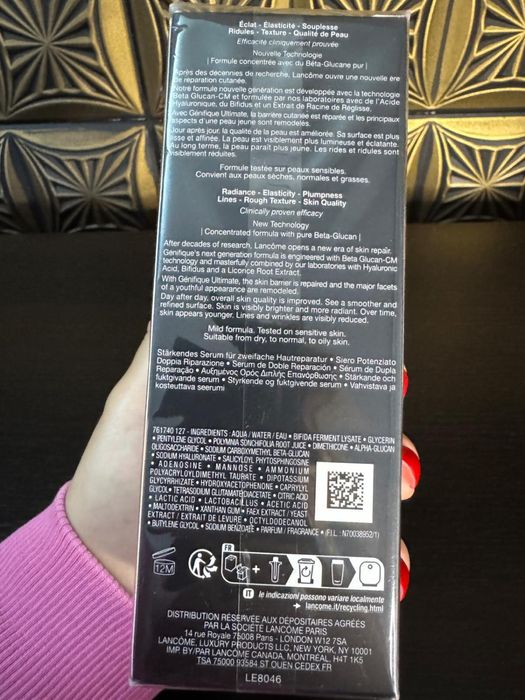 Éclat - Élasticité - Souplesse
Rides - Texture - Qualité de Peau
Efficacité cliniquement prouvée
Nouvelle Technologie
| Formule concentrée avec du Bêta-Glucane pur |
Après des décennies de recherche, Lancôme ouvre une nouvelle ère
de réparation cutanée.
Notre formule nouvelle génération est développée avec la technologie
Beta Glucan-CM et formulée par nos laboratoires avec de l'Acide
Hyaluronique, du Bifidus et un Extrait de Racine de Réglisse.
Avec Génifique Ultimate, la barrière cutanée est réparée et les principaux
aspects d'une peau jeune sont remodelés.
Jour après jour, la qualité de la peau est améliorée. Sa surface est plus
lisse et affinée. La peau est visiblement plus lumineuse et éclatante.
Au long terme, la peau paraît plus jeune. Les rides et ridules sont
visiblement réduites.
Formule testée sur peaux sensibles.
Convient aux peaux sèches, normales et grasses.
Radiance - Elasticity - Plumpness
Lines - Rough Texture - Skin Quality
Clinically proven efficacy
New Technology
| Concentrated formula with pure Beta-Glucan |
After decades of research, Lancôme opens a new era of skin repair.
Génifique's next generation formula is engineered with Beta Glucan-CM
technology and masterfully combined by our laboratories with Hyaluronic
Acid, Bifidus and a Licorice Root Extract.
With Génifique Ultimate, the skin barrier is repaired and the major facets
of a youthful appearance are remodeled.
Day after day, overall skin quality is improved. See a smoother and
refined surface. Skin is visibly brighter and more radiant. Over time,
skin appears younger. Lines and wrinkles are visibly reduced.
Mild formula. Tested on sensitive skin.
Suitable from dry, to normal, to oily skin.
Stärkendes Serum für zweifache Hautreparatur • Siero Potenziato
Doppia Riparazione • Serum de Doble Reparación • Sérum de Dupla
Reparação • Αυξημένος Ορός Διπλής Επανόρθωσης • Stärkande och
fuktgivande serum • Styrkende og fuktgivende serum • Vahvistava ja
kosteuttava seerumi
761740 127 - INGREDIENTS : AQUA / WATER / EAU • BIFIDA FERMENT LYSATE • GLYCERIN
• PENTYLENE GLYCOL • POLYMNIA SONCHIFOLIA ROOT JUICE • DIMETHICONE • ALPHA-GLUCAN
OLIGOSACCHARIDE • SODIUM CARBOXYMETHYL BETA-GLUCAN
• SODIUM HYALURONATE • SALICYLOYL PHYTOSPHINGOSINE
• ADENOSINE • MANNOSE • AMMONIUM
POLYACRYLOYLDIMETHYL TAURATE • DIPOTASSIUM
GLYCYRRHIZATE • HYDROXYACETOPHENONE • CAPRYLYL
GLYCOL • TETRASODIUM GLUTAMATE DIACETATE • CITRIC ACID
• LACTIC ACID • LACTOBACILLUS • ACETIC ACID
• MALTODEXTRIN • XANTHAN GUM • FAEX EXTRACT / YEAST
EXTRACT / EXTRAIT DE LEVURE • OCTYLDODECANOL
• BUTYLENE GLYCOL • SODIUM BENZOATE • PARFUM / FRAGRANCE • (F.I.L. : N70038952/1)
12M
FR
IT le indicazioni possono variare localmente
lancome.it/recycling.html
DISTRIBUTION RÉSERVÉE AUX DÉPOSITAIRES AGRÉÉS
PAR LA SOCIÉTÉ LANCÔME PARIS
14 rue Royale 75008 Paris - LONDON W12 7SA
LANCÔME, LUXURY PRODUCTS LLC, NEW YORK, NY 10001
IMP. BY/PAR LANCÔME CANADA, MONTREAL, H4T 1K5
TSA 75000 93584 ST OUEN CEDEX FR.
LE8046